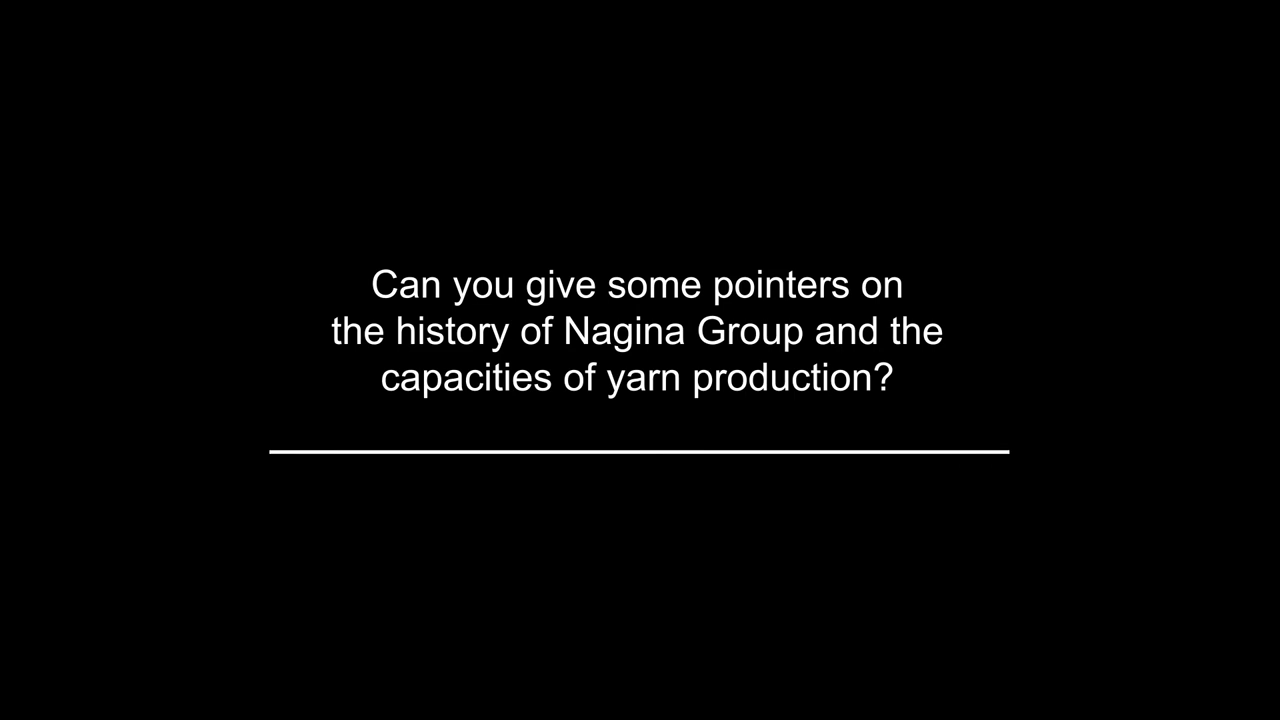 Can you give some pointers on
the history of Nagina Group and the
capacities of yarn production?